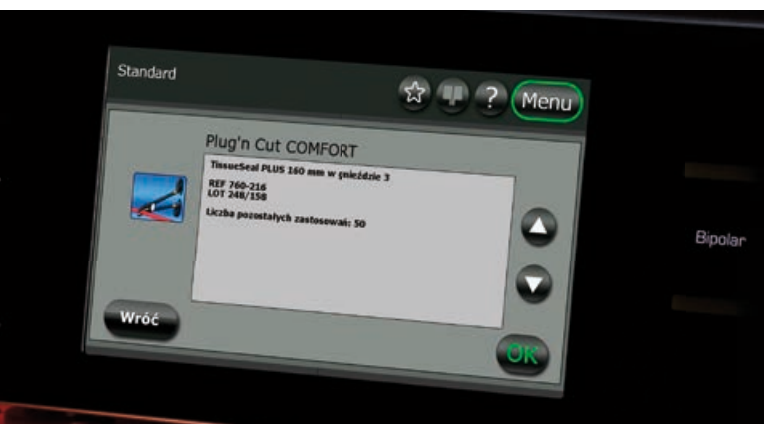 Standard
?
Menu
Plug'n Cut COMFORT
TissueSeal PLUS 160 mm w gnieździe 3
REF 760-216
LOT 248/158
Liczba pozostałych zastosowań: 50
Bipolar
Wróć
OK